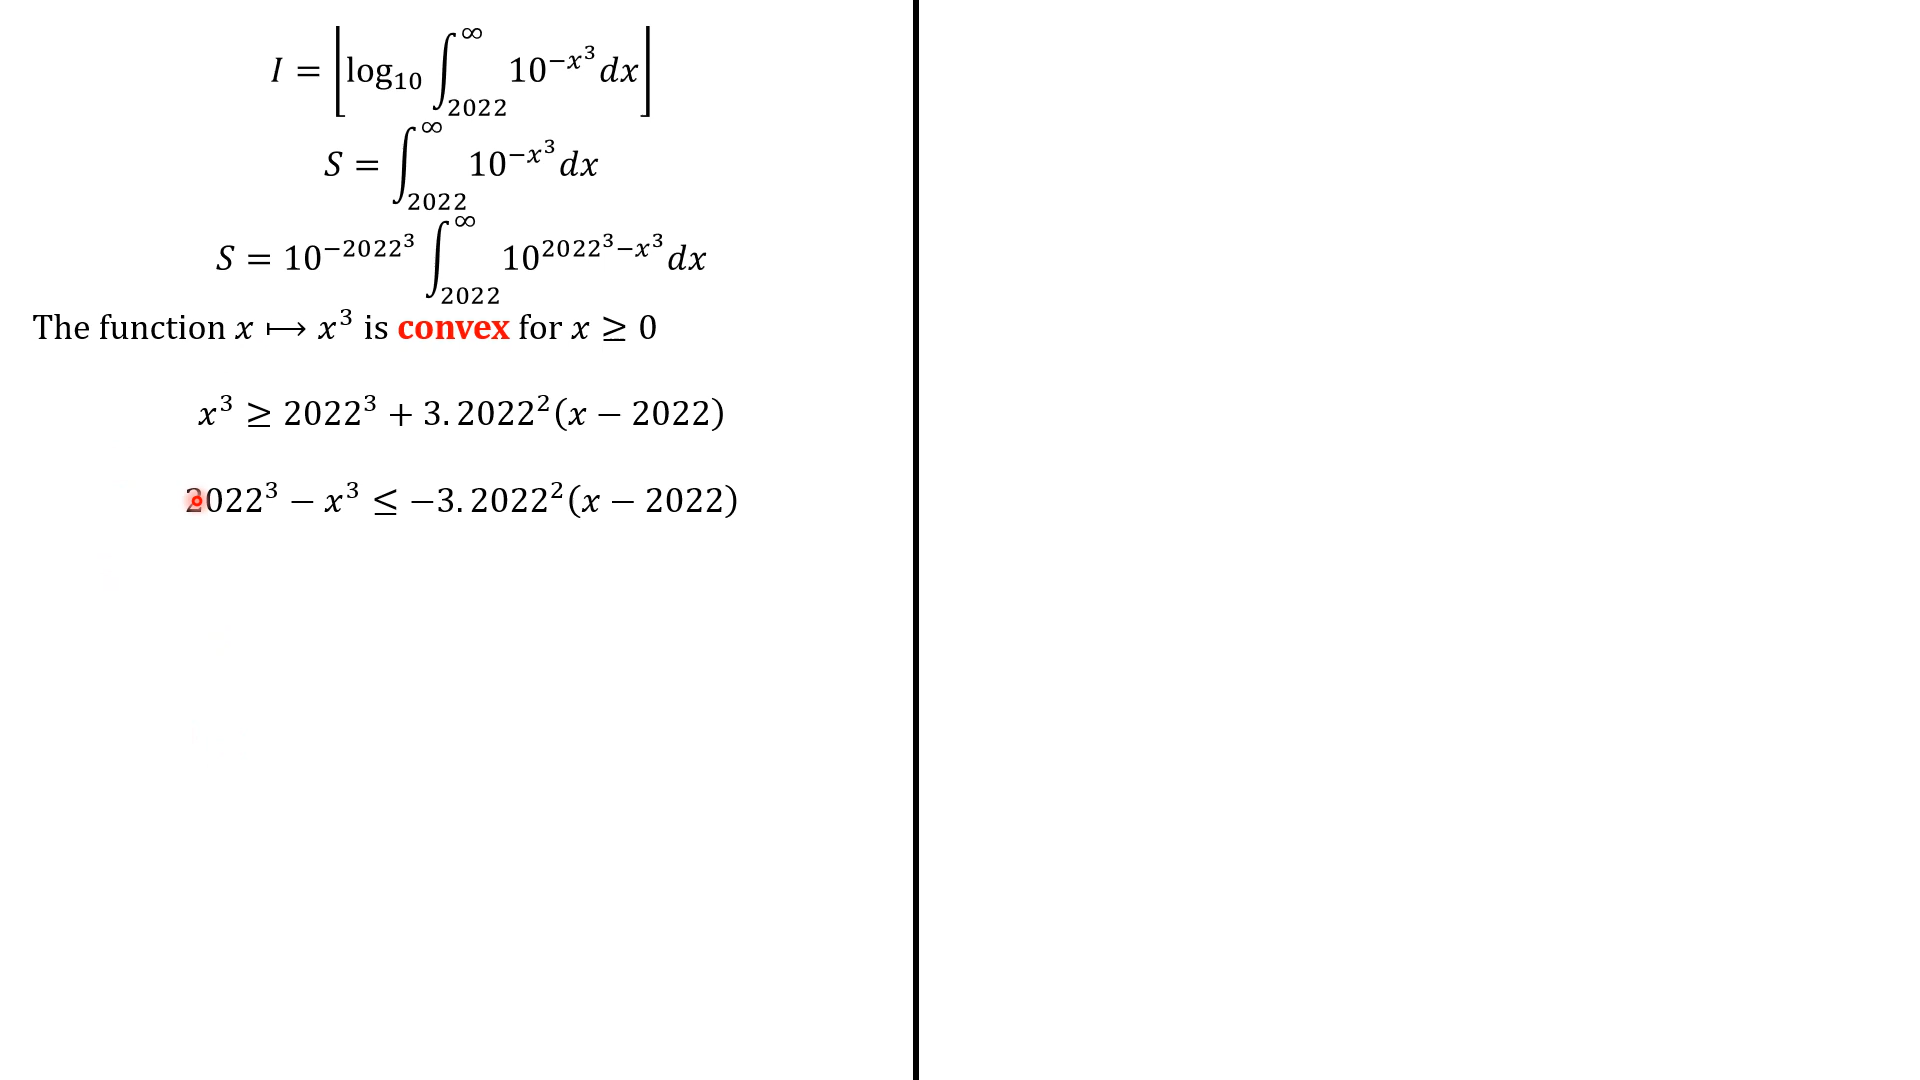 I = ⌊log₁₀ ∫₂₀₂₂^∞ 10^{−x³} dx⌋
S = ∫₂₀₂₂^∞ 10^{−x³} dx
S = 10^{−2022³} ∫₂₀₂₂^∞ 10^{2022³−x³} dx
The function x ⟼ x³ is convex for x ≥ 0
x³ ≥ 2022³ + 3. 2022²(x − 2022)
2022³ − x³ ≤ −3. 2022²(x − 2022)